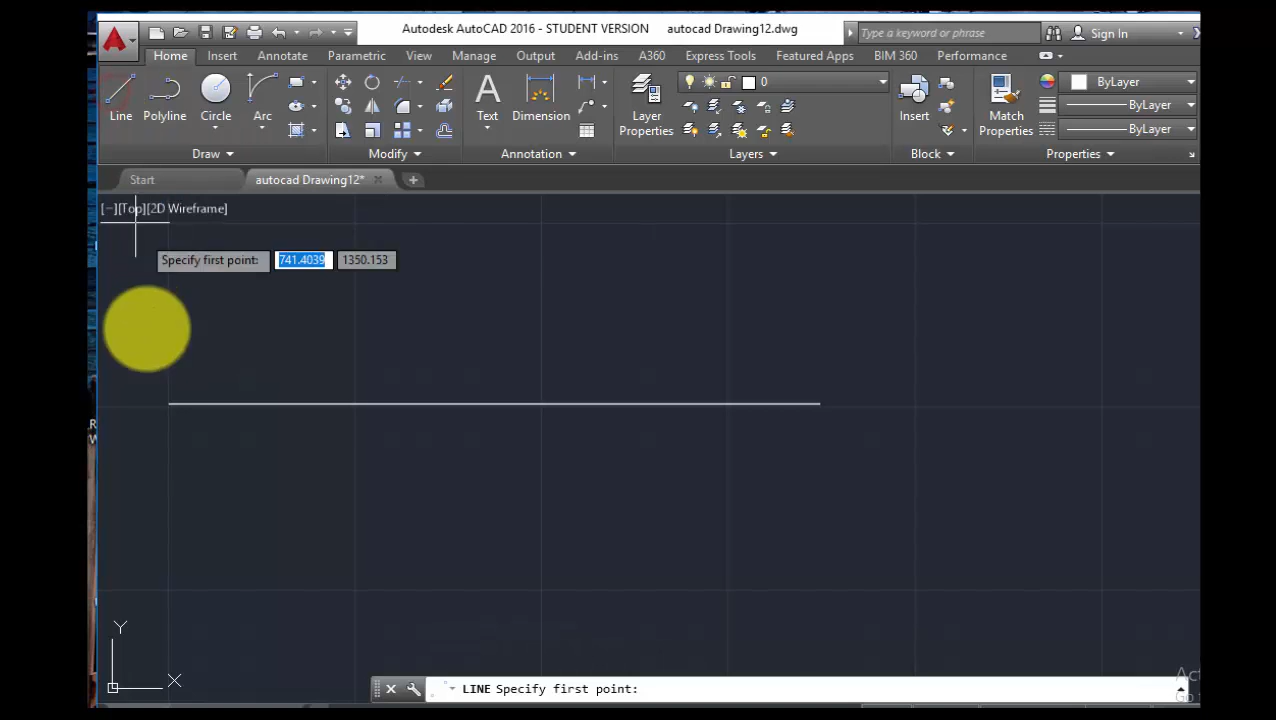 Autodesk AutoCAD 2016 - STUDENT VERSION autocad Drawing12.dwg
Type a keyword or phrase
Sign In
Home Insert Annotate Parametric View Manage Output Add-ins A360 Express Tools Featured Apps BIM 360 Performance
Line Polyline Circle Arc
Text Dimension
Layer Properties
0
Insert
Match Properties
ByLayer
ByLayer
ByLayer
Draw Modify Annotation Layers Block Properties
Start autocad Drawing12*
[−][Top][2D Wireframe]
Specify first point: 741.4039 1350.153
R
W
Y
X
LINE Specify first point: